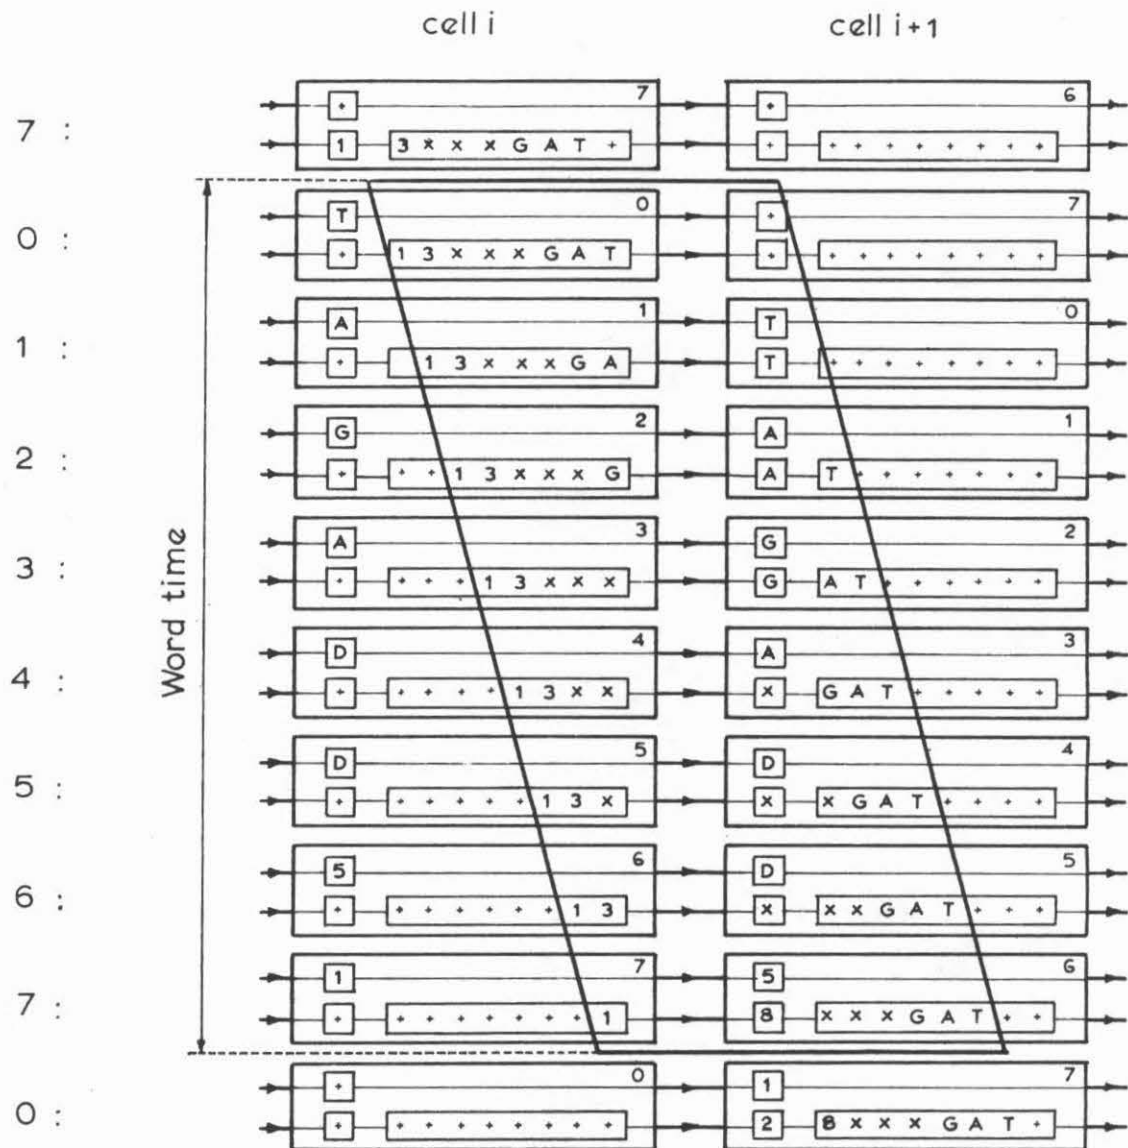 cell i cell i+1
7 : + 7 + 6
1 3 x x x G A T + + + + + + + + + +
0 : T 0 + 7
+ 1 3 x x x G A T + + + + + + + + +
1 : A 1 T 0
+ + 1 3 x x x G A T + + + + + + + +
2 : G 2 A 1
+ + + 1 3 x x x G A T + + + + + + +
3 : A 3 G 2
+ + + + 1 3 x x x G A T + + + + + +
Word time
4 : D 4 A 3
+ + + + + 1 3 x x x G A T + + + + +
5 : D 5 D 4
+ + + + + + 1 3 x x x G A T + + + +
6 : 5 6 D 5
+ + + + + + + 1 3 x x x G A T + + +
7 : 1 7 5 6
+ + + + + + + + 1 8 x x x G A T + +
0 : + 0 1 7
+ + + + + + + + + 2 8 x x x G A T +